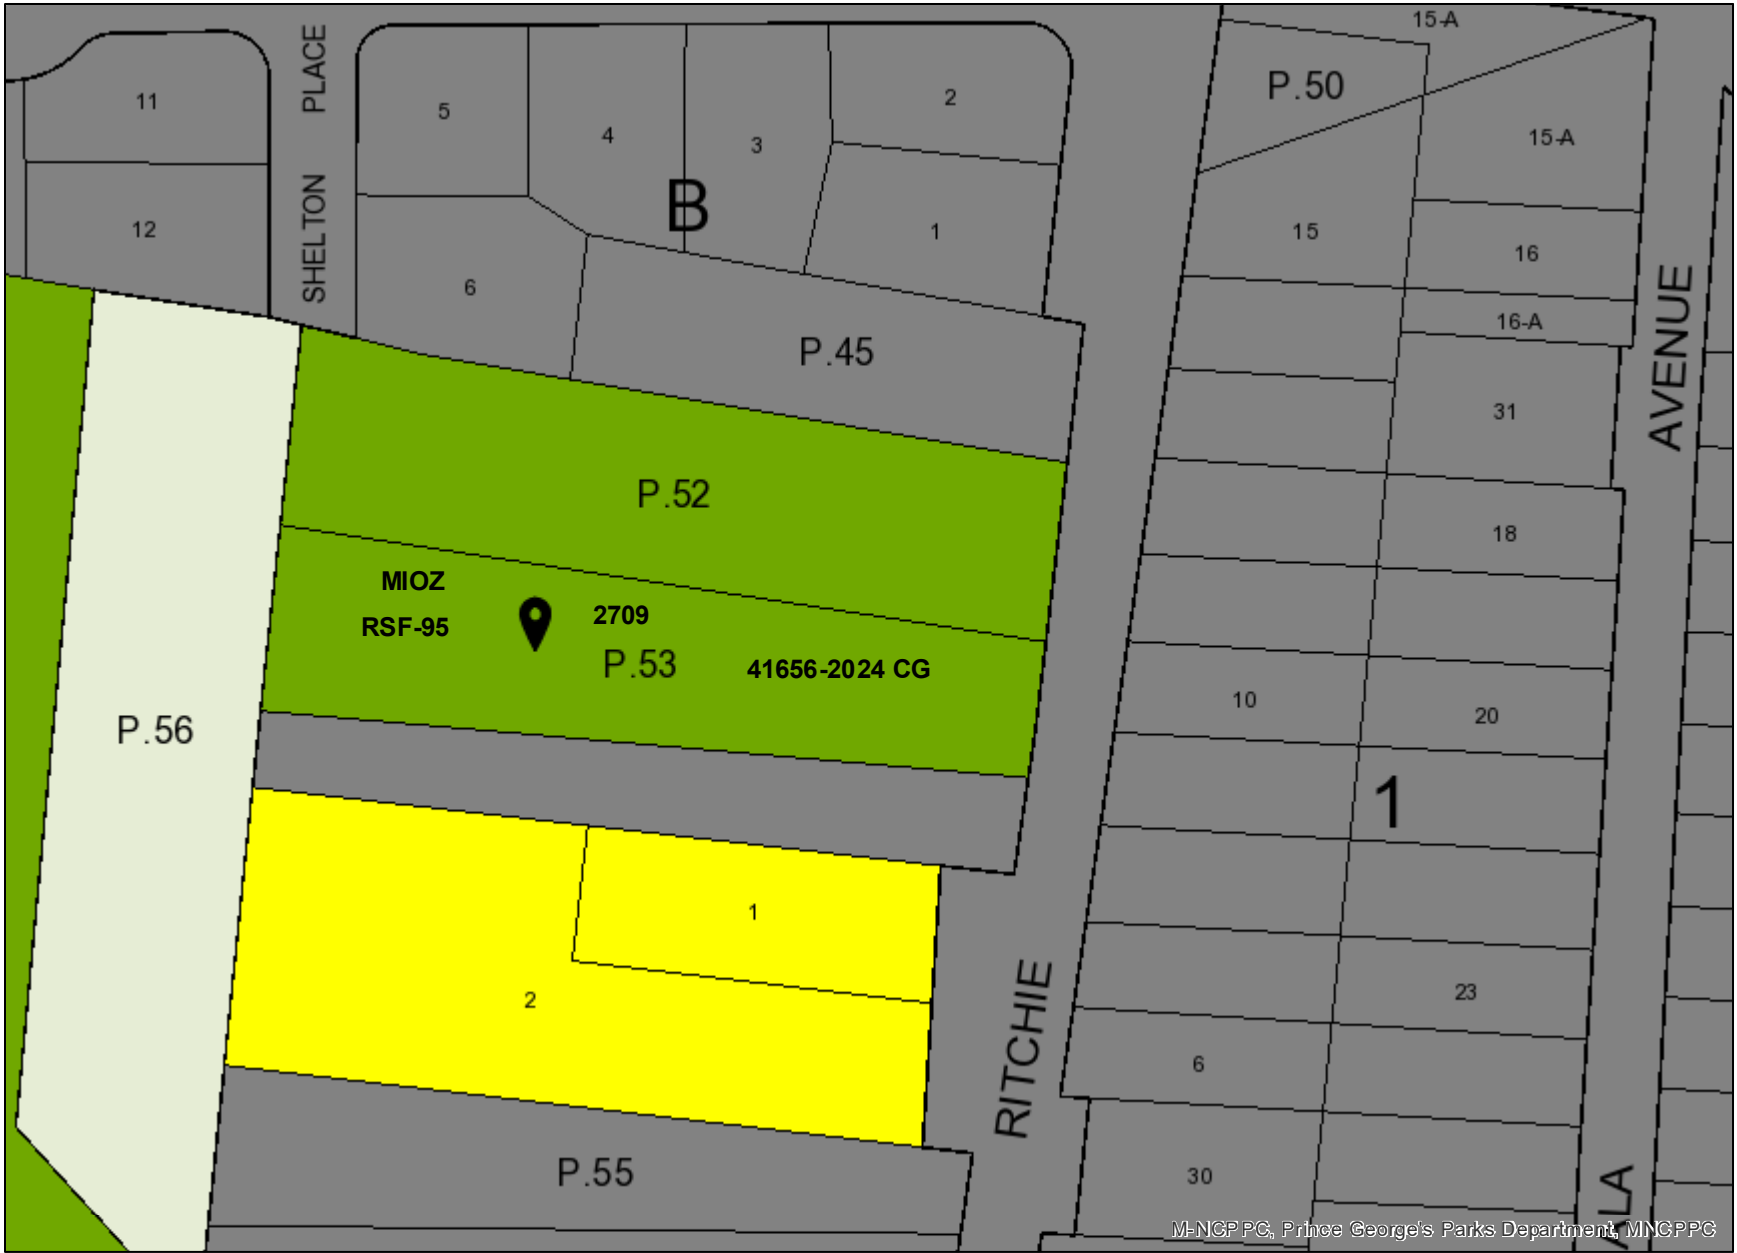 15-A
PLACE
11
5
4
3
2
P.50
15-A
SHELTON
B
12
1
15
16
6
16-A
AVENUE
P.45
31
P.52
18
MIOZ
2709
RSF-95
P.53
41656-2024 CG
P.56
10
20
1
1
2
23
RITCHIE
6
P.55
30
ALA
M-NCPPC, Prince George's Parks Department, MNCPPC